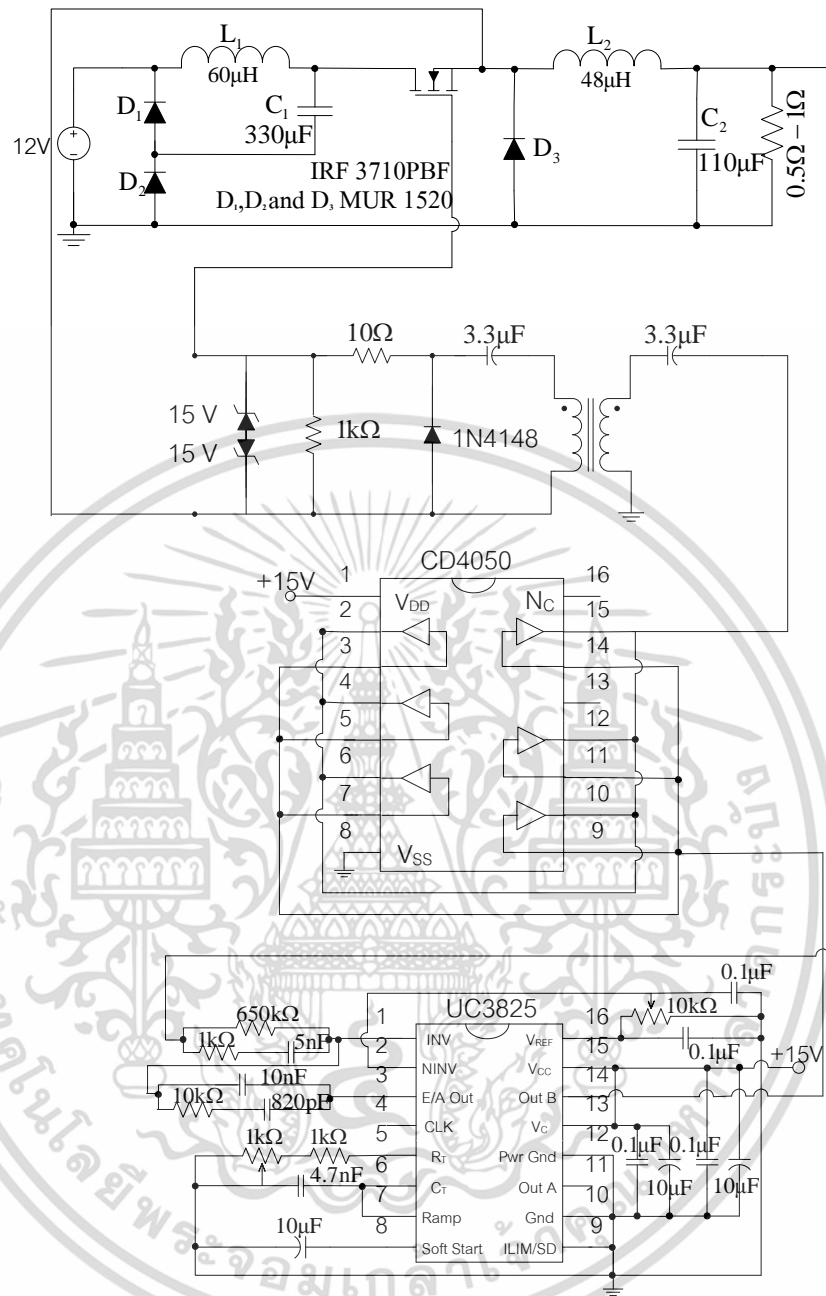 L1
60μH
L2
48μH
D1
C1
330μF
12V
D2
IRF 3710PBF
D1,D2 and D3 MUR 1520
D3
C2
110μF
0.5Ω – 1Ω
10Ω
3.3μF
3.3μF
15 V
15 V
1kΩ
1N4148
CD4050
+15V
1
2
3
4
5
6
7
8
VDD
VSS
NC
16
15
14
13
12
11
10
9
UC3825
650kΩ
1kΩ
5nF
10nF
10kΩ
820pF
1kΩ
1kΩ
4.7nF
10μF
1
2
3
4
5
6
7
8
INV
NINV
E/A Out
CLK
RT
CT
Ramp
Soft Start
VREF
VCC
Out B
VC
Pwr Gnd
Out A
Gnd
ILIM/SD
16
15
14
13
12
11
10
9
0.1μF
10kΩ
0.1μF
+15V
0.1μF
0.1μF
10μF
10μF